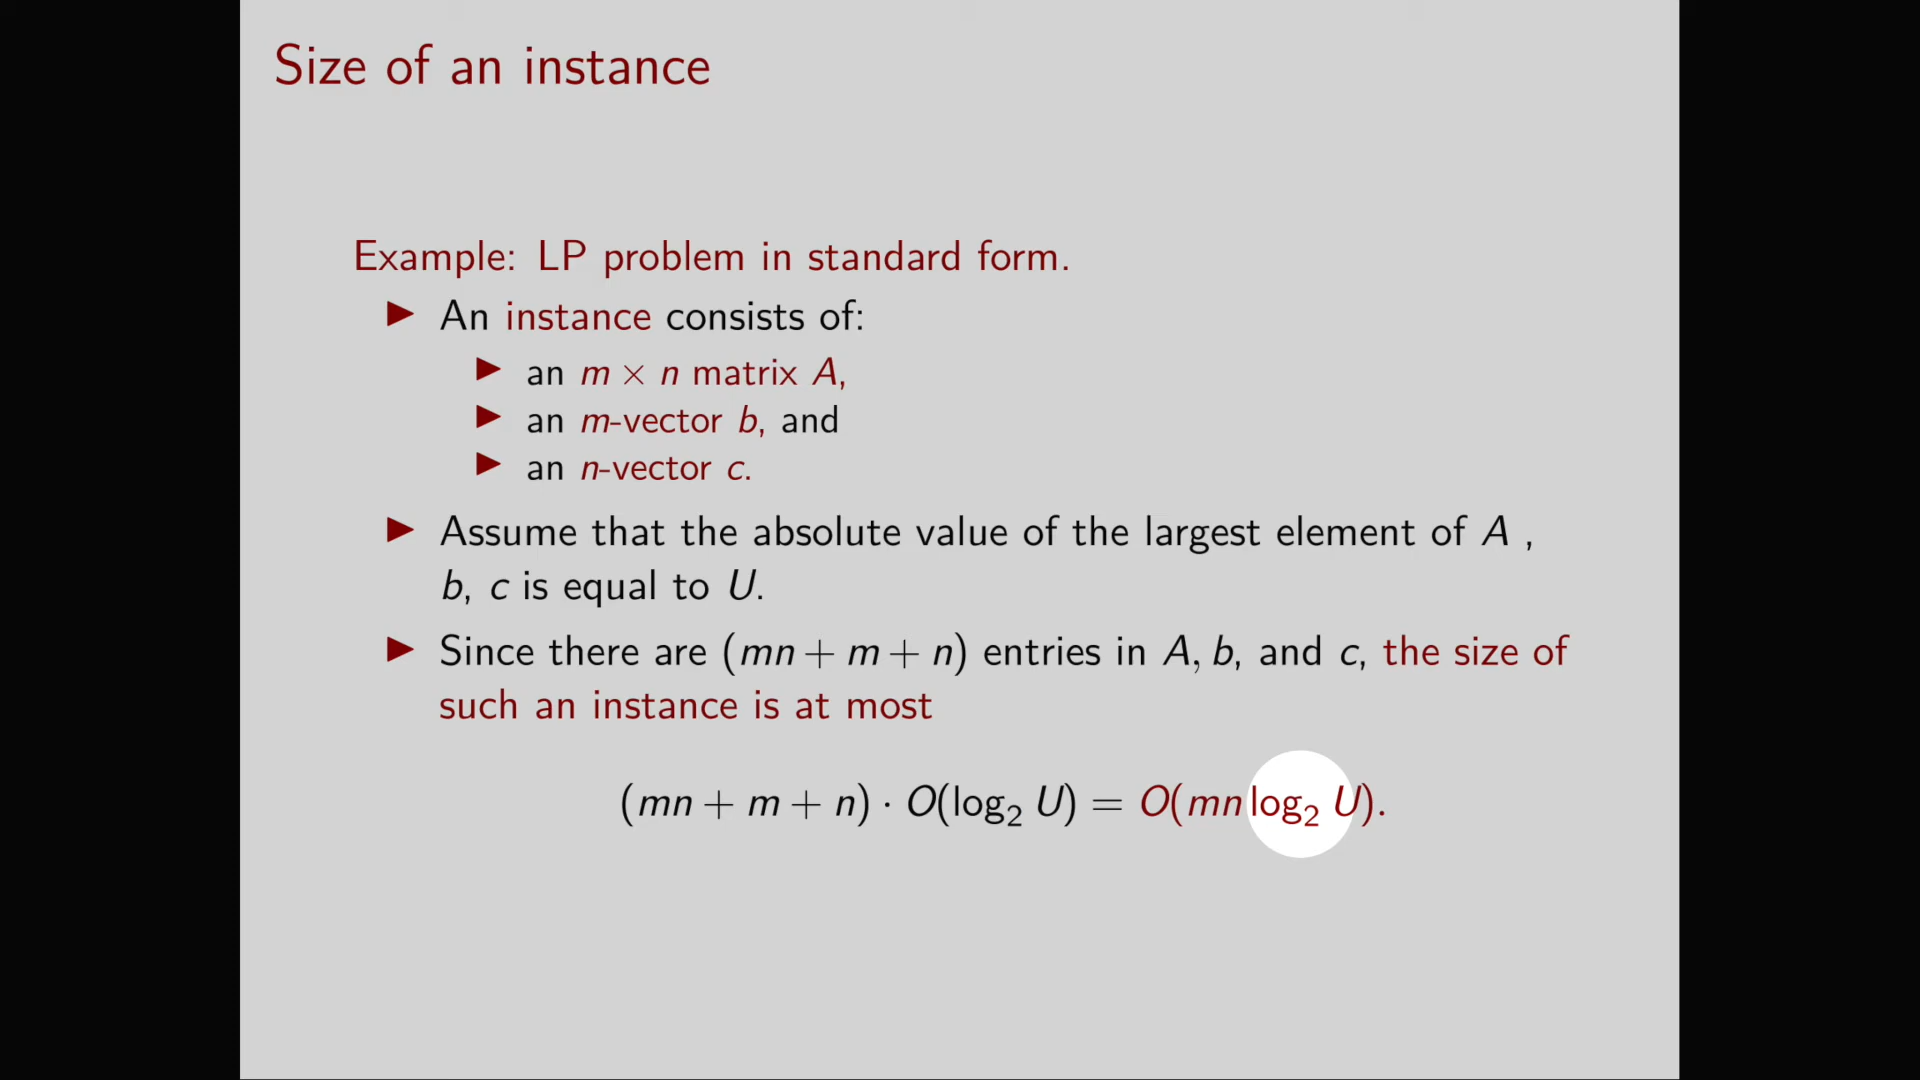 Size of an instance
Example: LP problem in standard form.
▶ An instance consists of:
▶ an m × n matrix A,
▶ an m-vector b, and
▶ an n-vector c.
▶ Assume that the absolute value of the largest element of A ,
b, c is equal to U.
▶ Since there are (mn + m + n) entries in A, b, and c, the size of
such an instance is at most
(mn + m + n) · O(log₂ U) = O(mn log₂ U).